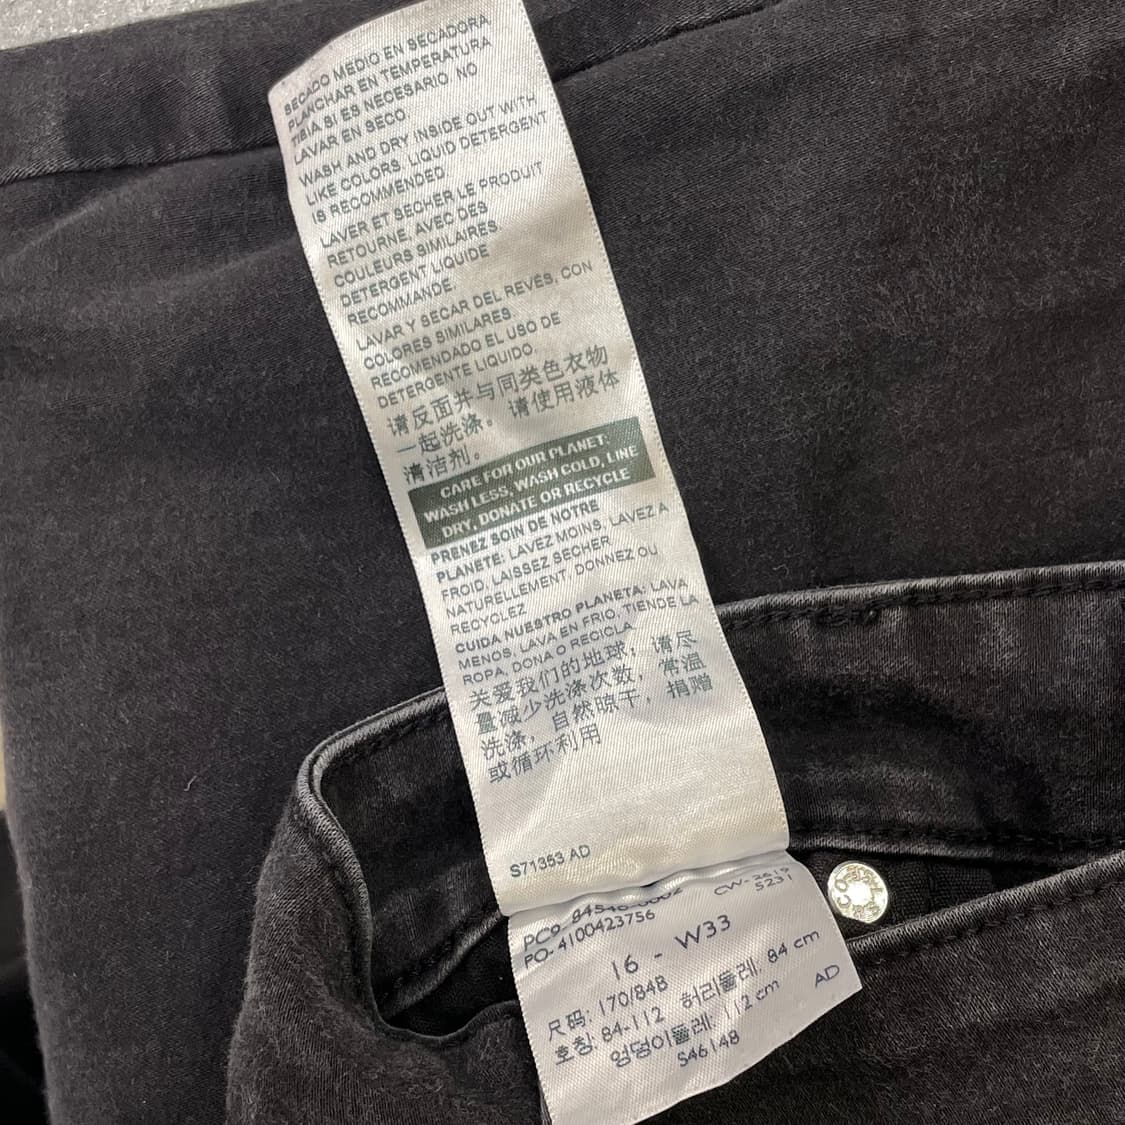 SECADO MEDIO EN SECADORA
PLANCHAR EN TEMPERATURA
TIBIA SI ES NECESARIO. NO
LAVAR EN SECO
WASH AND DRY INSIDE OUT WITH
LIKE COLORS. LIQUID DETERGENT
IS RECOMMENDED.
LAVER ET SECHER LE PRODUIT
RETOURNE, AVEC DES
COULEURS SIMILAIRES.
DETERGENT LIQUIDE
RECOMMANDE.
LAVAR Y SECAR DEL REVÉS, CON
COLORES SIMILARES.
RECOMENDADO EL USO DE
DETERGENTE LIQUIDO
请反面并与同类色衣物
一起洗涤。请使用液体
清洁剂。
CARE FOR OUR PLANET:
WASH LESS, WASH COLD, LINE
DRY, DONATE OR RECYCLE
PRENEZ SOIN DE NOTRE
PLANETE: LAVEZ MOINS, LAVEZ A
FROID, LAISSEZ SECHER
NATURELLEMENT, DONNEZ OU
RECYCLEZ
CUIDA NUESTRO PLANETA: LAVA
MENOS, LAVA EN FRIO, TIENDE LA
ROPA, DONA O RECICLA
关爱我们的地球：请尽
量减少洗涤次数，常温
洗涤，自然晾干，捐赠
或循环利用
S71353 AD
PC9- 84546-0002 CW-2619
PO-4100423756 5231
16 - W33
尺码: 170/84B 허리둘레: 84 cm
호칭: 84-112 엉덩이둘레: 112 cm AD
S46148